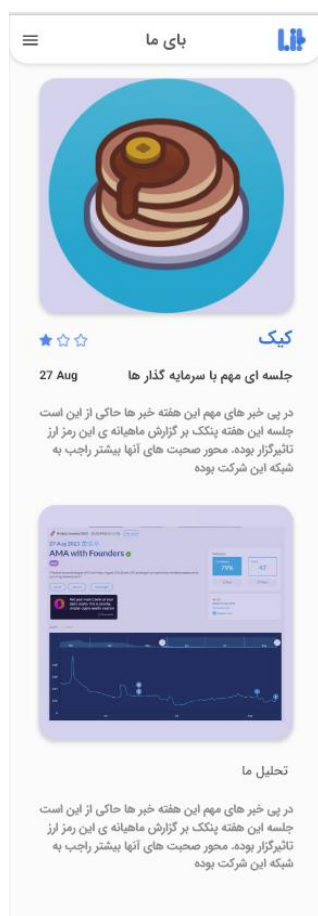 بای ما
کیک
جلسه ای مهم با سرمایه گذار ها
27 Aug
در پی خبر های مهم این هفته خبر ها حاکی از این است
جلسه این هفته پنکک بر گزارش ماهیانه ی این رمز ارز
تاثیرگزار بوده. محور صحبت های آنها بیشتر راجب به
شبکه این شرکت بوده
27 Aug 2021
AMA with Founders
79%
47
تحلیل ما
در پی خبر های مهم این هفته خبر ها حاکی از این است
جلسه این هفته پنکک بر گزارش ماهیانه ی این رمز ارز
تاثیرگزار بوده. محور صحبت های آنها بیشتر راجب به
شبکه این شرکت بوده